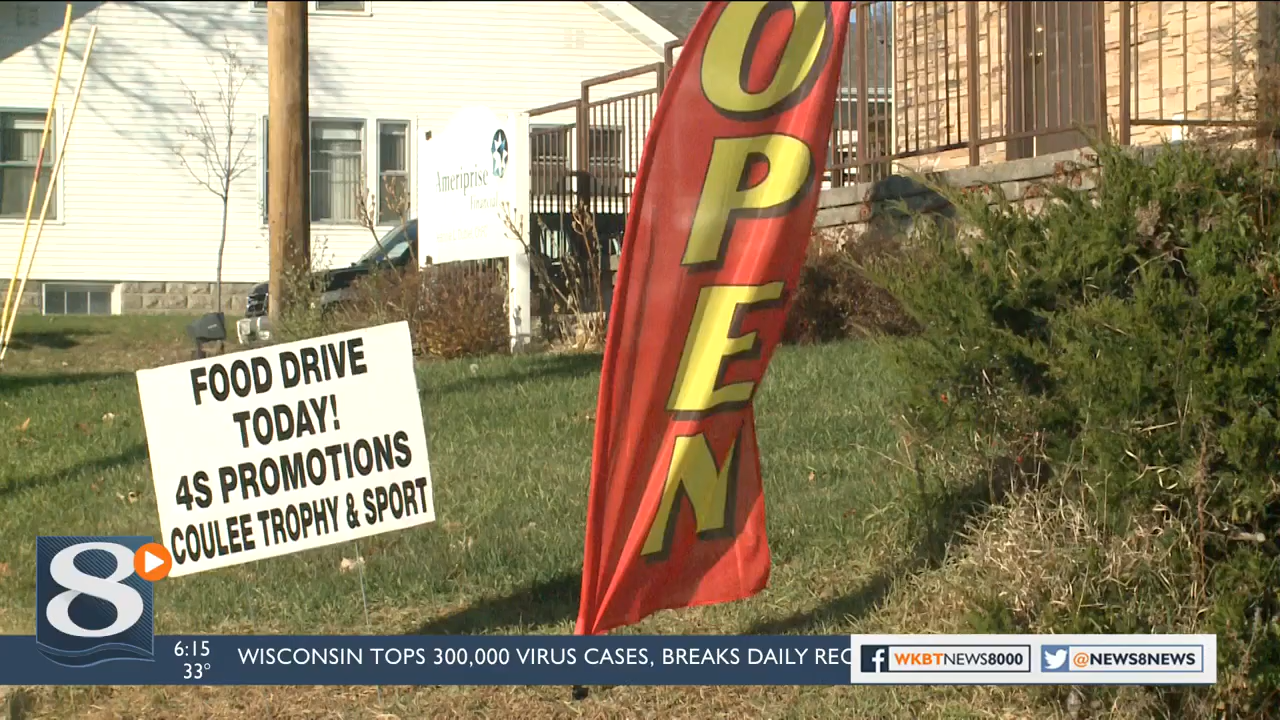 OPEN
Ameriprise
Financial
FOOD DRIVE
TODAY!
4S PROMOTIONS
COULEE TROPHY & SPORT
8
6:15
33°
WISCONSIN TOPS 300,000 VIRUS CASES, BREAKS DAILY REC
WKBTNEWS8000
@NEWS8NEWS